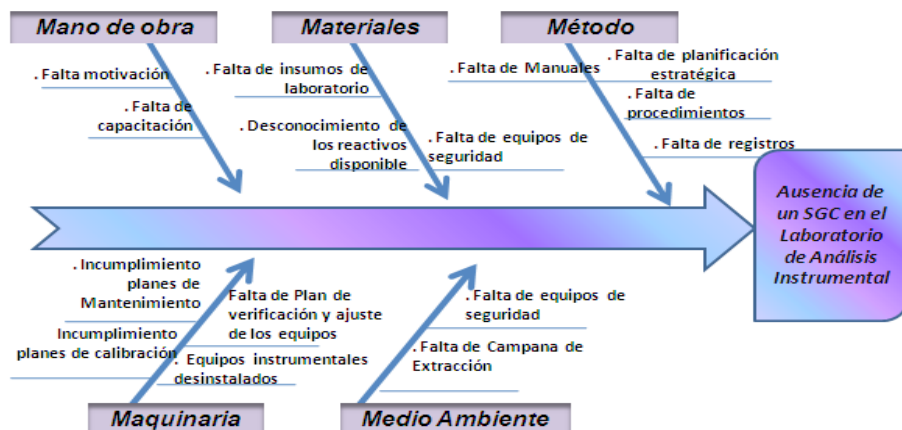 Mano de obra
Materiales
Método
. Falta motivación
. Falta de
capacitación
. Falta de insumos de
laboratorio
. Desconocimiento de
los reactivos
disponible
. Falta de equipos de
seguridad
. Falta de Manuales
. Falta de planificación
estratégica
. Falta de
procedimientos
. Falta de registros
Ausencia de
un SGC en el
Laboratorio
de Análisis
Instrumental
. Incumplimiento
planes de
Mantenimiento
Incumplimiento
planes de calibración
Falta de Plan de
verificación y ajuste
de los equipos
. Equipos instrumentales
desinstalados
. Falta de equipos de
seguridad
. Falta de Campana de
Extracción
Maquinaria
Medio Ambiente